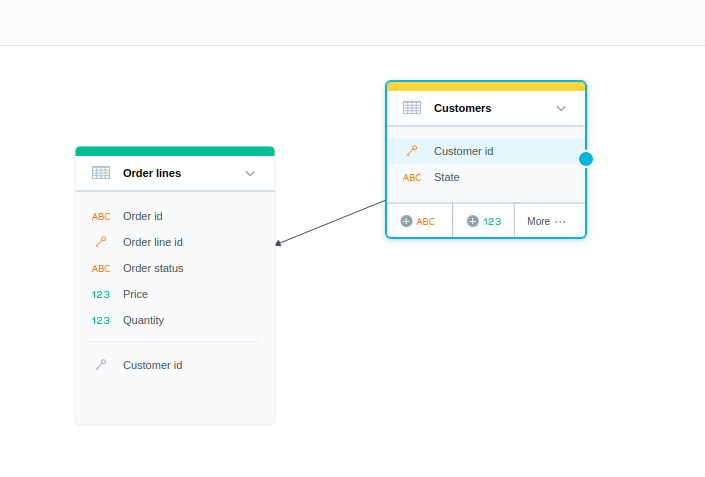 Customers
Customer id
ABC State
ABC 123 More ...
Order lines
ABC Order id
Order line id
ABC Order status
123 Price
123 Quantity
Customer id